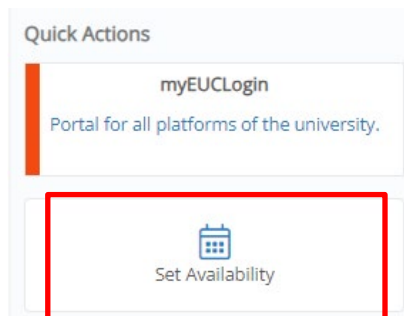 Quick Actions
myEUCLogin
Portal for all platforms of the university.
Set Availability